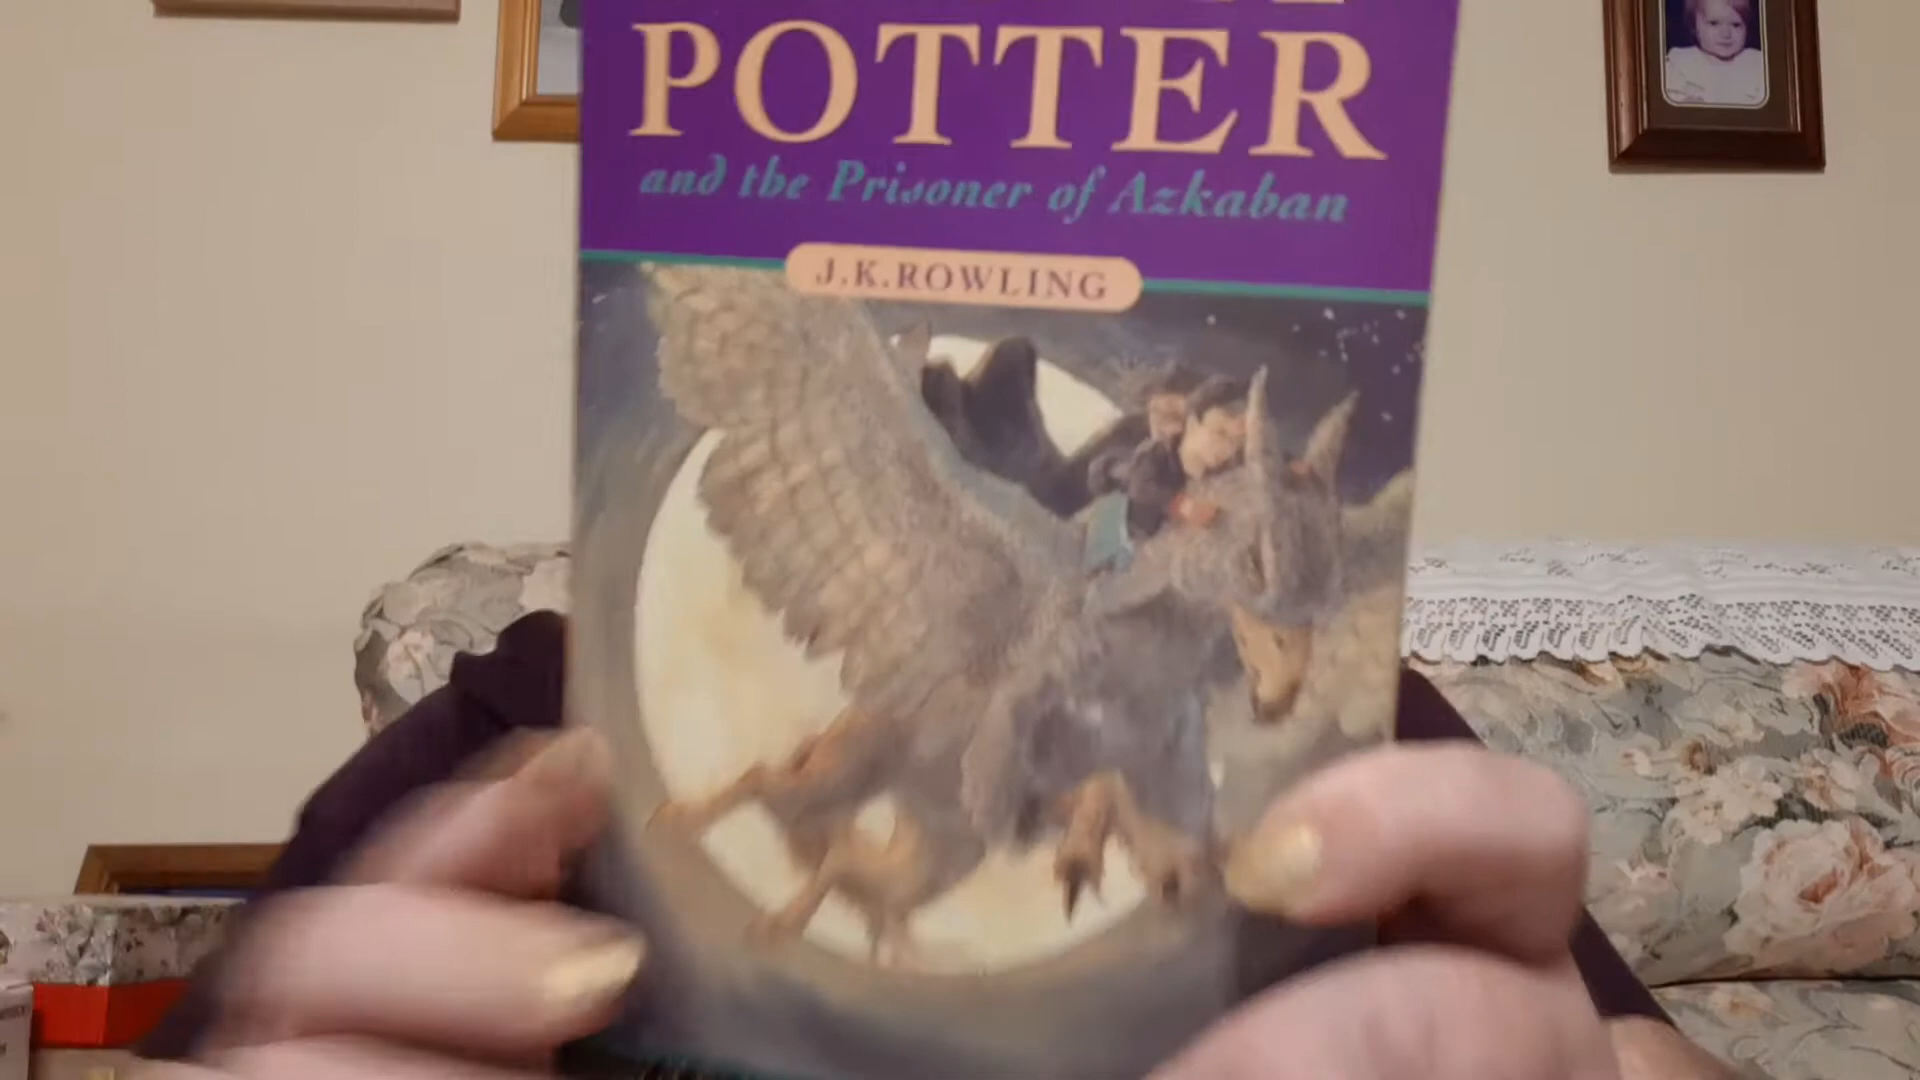 POTTER
and the Prisoner of Azkaban
J.K.ROWLING